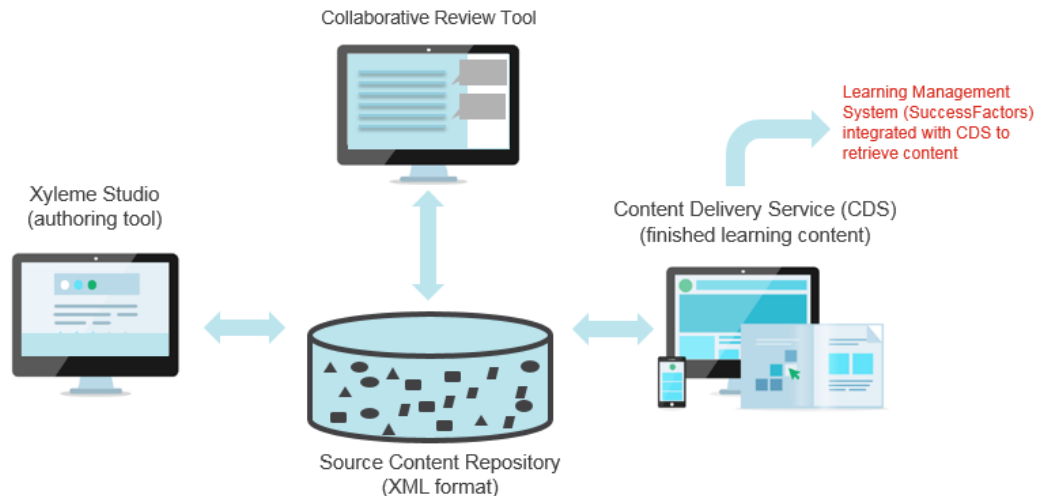 Collaborative Review Tool
Learning Management
System (SuccessFactors)
integrated with CDS to
retrieve content
Xyleme Studio
(authoring tool)
Content Delivery Service (CDS)
(finished learning content)
Source Content Repository
(XML format)